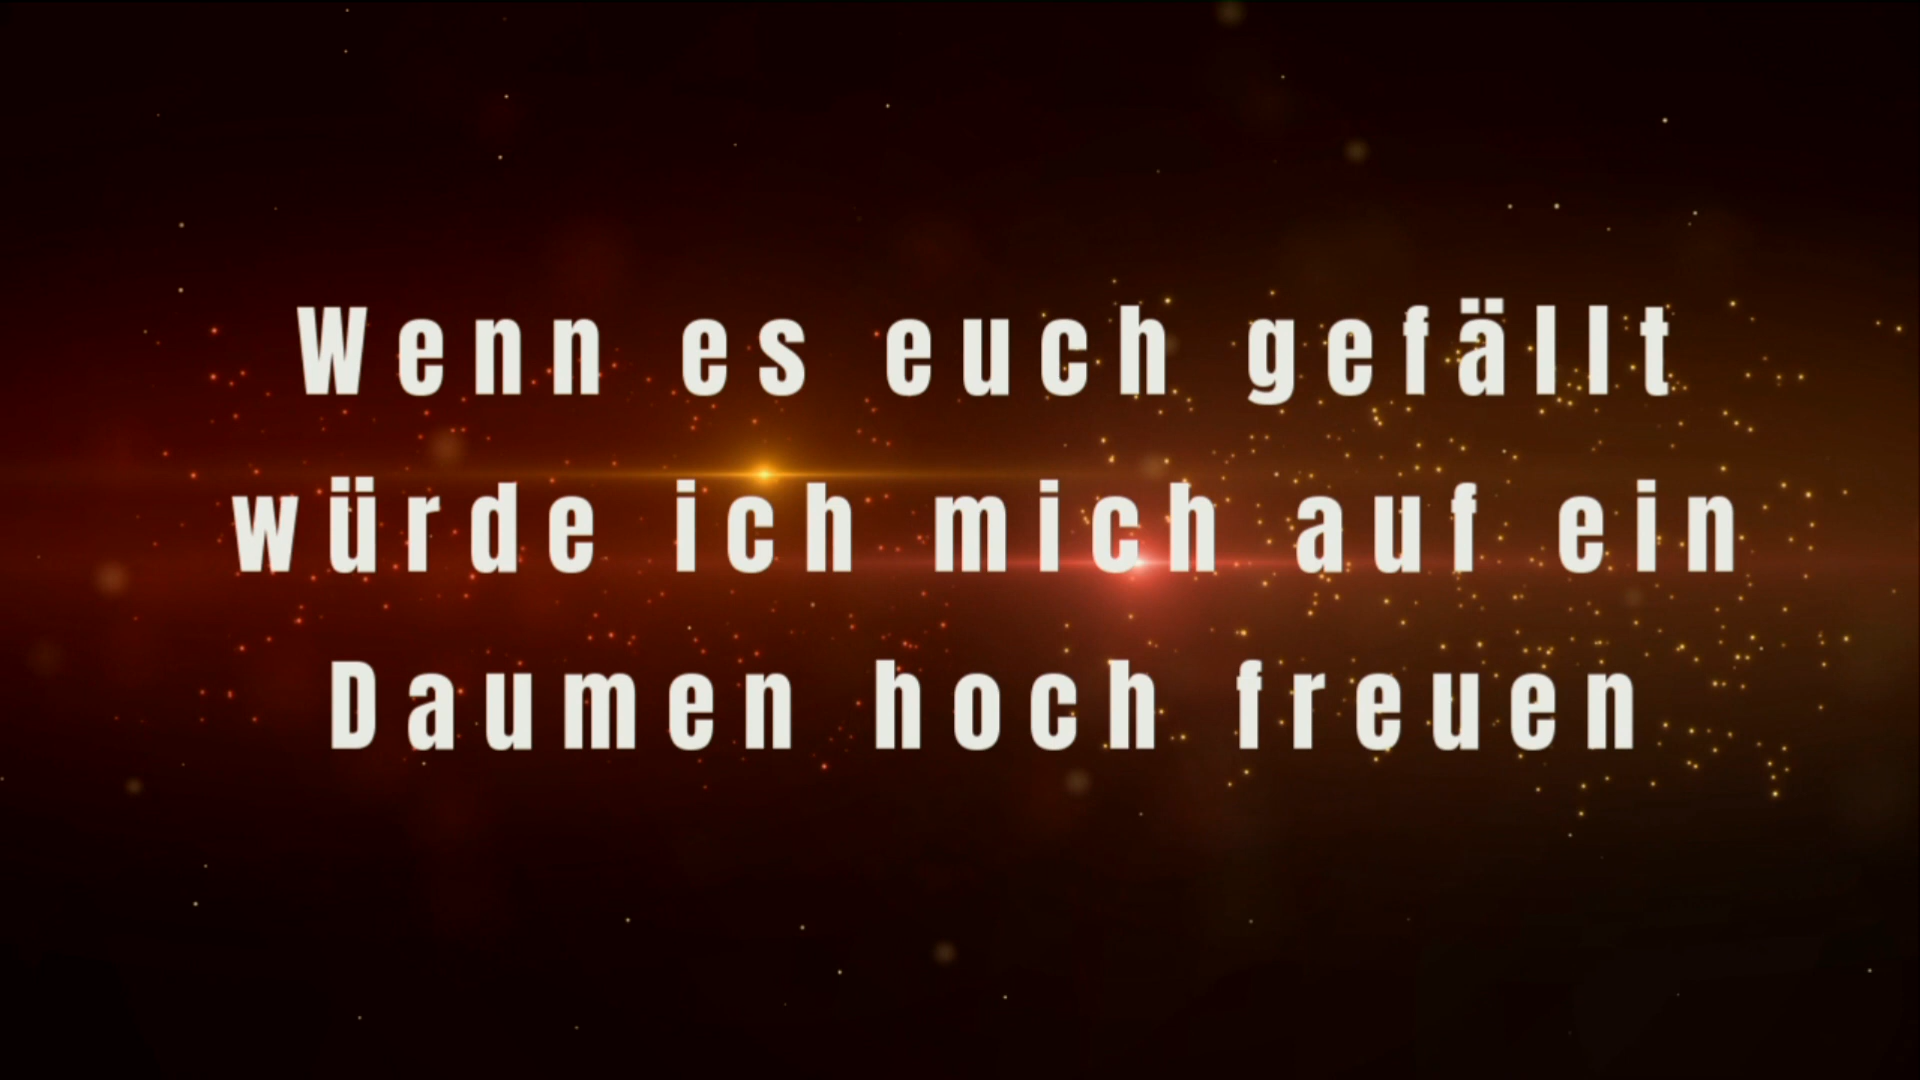 Wenn es euch gefällt
würde ich mich auf ein
Daumen hoch freuen